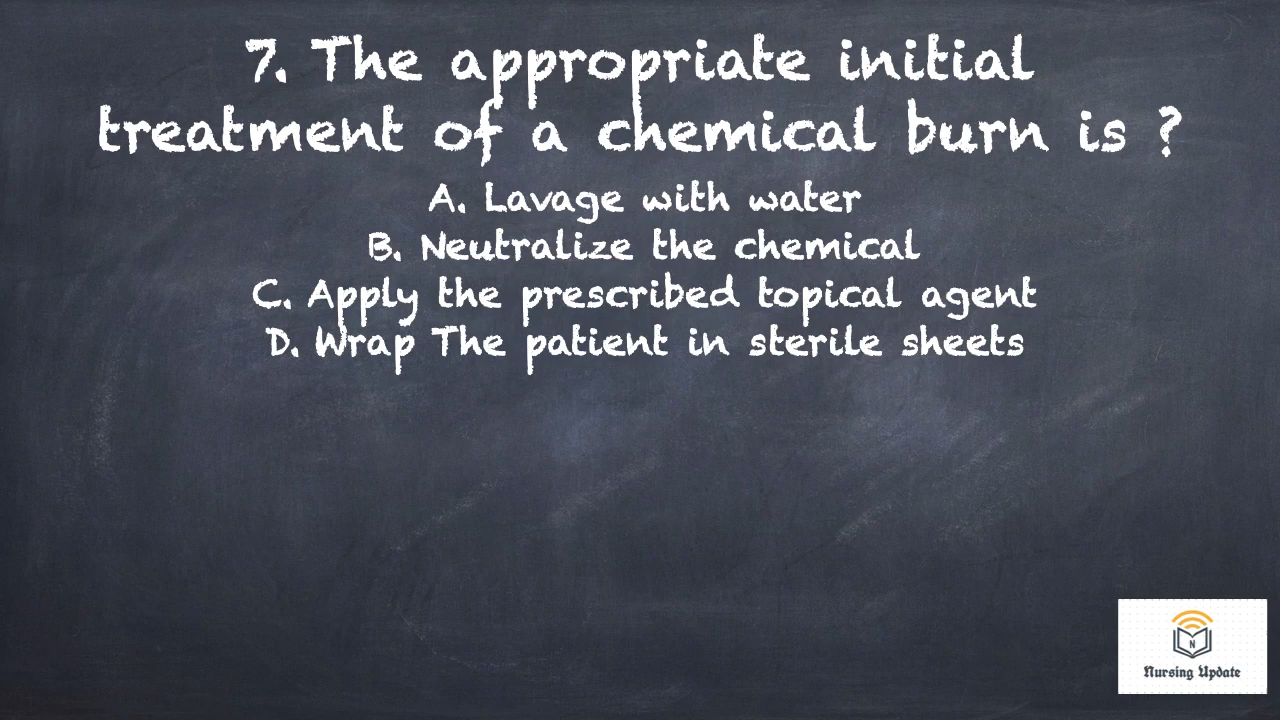 7. The appropriate initial
treatment of a chemical burn is ?
A. Lavage with water
B. Neutralize the chemical
C. Apply the prescribed topical agent
D. Wrap The patient in sterile sheets
N
Nursing Update